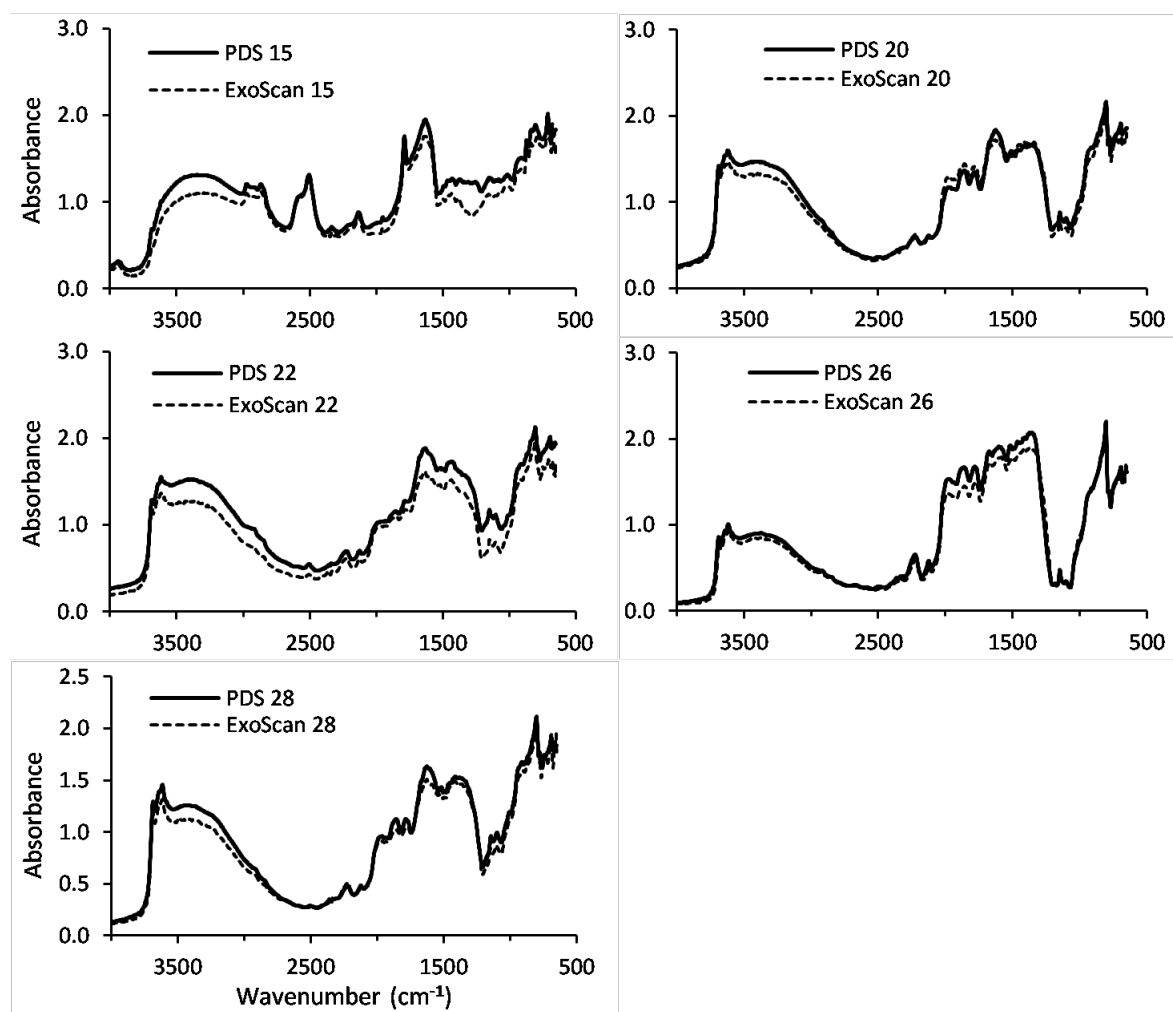 3.0
PDS 15
ExoScan 15
2.0
1.0
0.0
Absorbance
3500 2500 1500 500
3.0
PDS 20
ExoScan 20
2.0
1.0
0.0
Absorbance
3500 2500 1500 500
3.0
PDS 22
ExoScan 22
2.0
1.0
0.0
Absorbance
3500 2500 1500 500
3.0
PDS 26
ExoScan 26
2.0
1.0
0.0
Absorbance
3500 2500 1500 500
2.5
PDS 28
ExoScan 28
2.0
1.5
1.0
0.5
0.0
Absorbance
3500 2500 1500 500
Wavenumber (cm⁻¹)